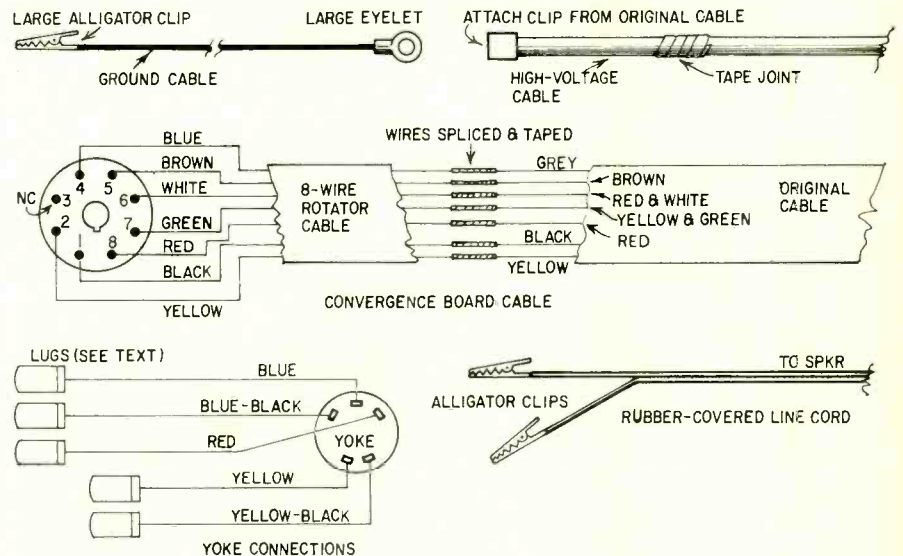 LARGE ALLIGATOR CLIP
LARGE EYELET
GROUND CABLE
ATTACH CLIP FROM ORIGINAL CABLE
HIGH-VOLTAGE
CABLE
TAPE JOINT
BLUE
BROWN
WHITE
GREEN
RED
BLACK
YELLOW
NC
4
5
3
6
2
7
1
8
8-WIRE
ROTATOR
CABLE
WIRES SPLICED & TAPED
GREY
BROWN
RED & WHITE
YELLOW & GREEN
RED
BLACK
YELLOW
ORIGINAL
CABLE
CONVERGENCE BOARD CABLE
LUGS (SEE TEXT)
BLUE
BLUE-BLACK
RED
YOKE
YELLOW
YELLOW-BLACK
YOKE CONNECTIONS
TO SPKR
ALLIGATOR CLIPS
RUBBER-COVERED LINE CORD